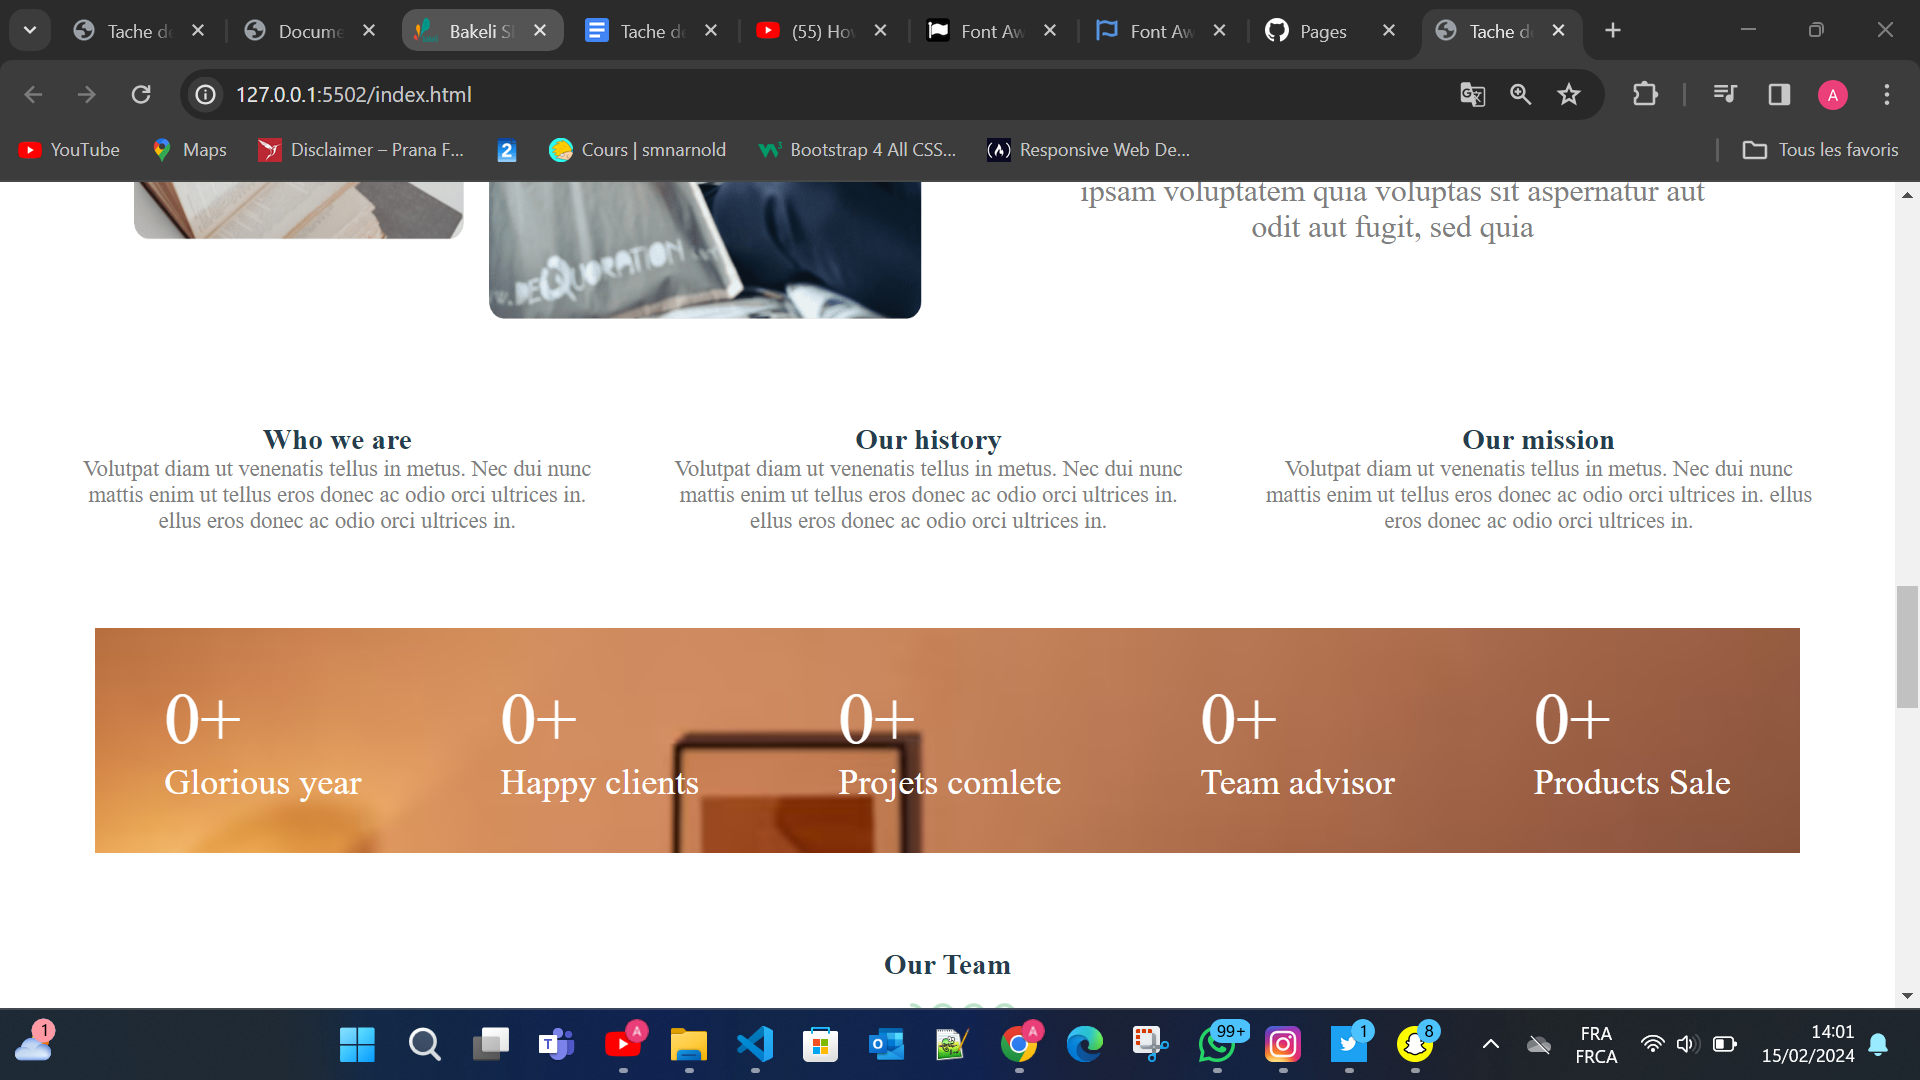 Tache de
Docume
Bakeli S
Tache de
(55) Ho
Font Aw
Font Aw
Pages
Tache de
127.0.0.1:5502/index.html
A
YouTube
Maps
Disclaimer – Prana F...
2
Cours | smnarnold
Bootstrap 4 All CSS...
Responsive Web De...
Tous les favoris
ipsam voluptatem quia voluptas sit aspernatur aut
odit aut fugit, sed quia
DEQUORATION
Who we are
Volutpat diam ut venenatis tellus in metus. Nec dui nunc
mattis enim ut tellus eros donec ac odio orci ultrices in.
ellus eros donec ac odio orci ultrices in.
Our history
Volutpat diam ut venenatis tellus in metus. Nec dui nunc
mattis enim ut tellus eros donec ac odio orci ultrices in.
ellus eros donec ac odio orci ultrices in.
Our mission
Volutpat diam ut venenatis tellus in metus. Nec dui nunc
mattis enim ut tellus eros donec ac odio orci ultrices in. ellus
eros donec ac odio orci ultrices in.
0+
Glorious year
0+
Happy clients
0+
Projets comlete
0+
Team advisor
0+
Products Sale
Our Team
1
A
A
99+
1
8
FRA
FRCA
14:01
15/02/2024